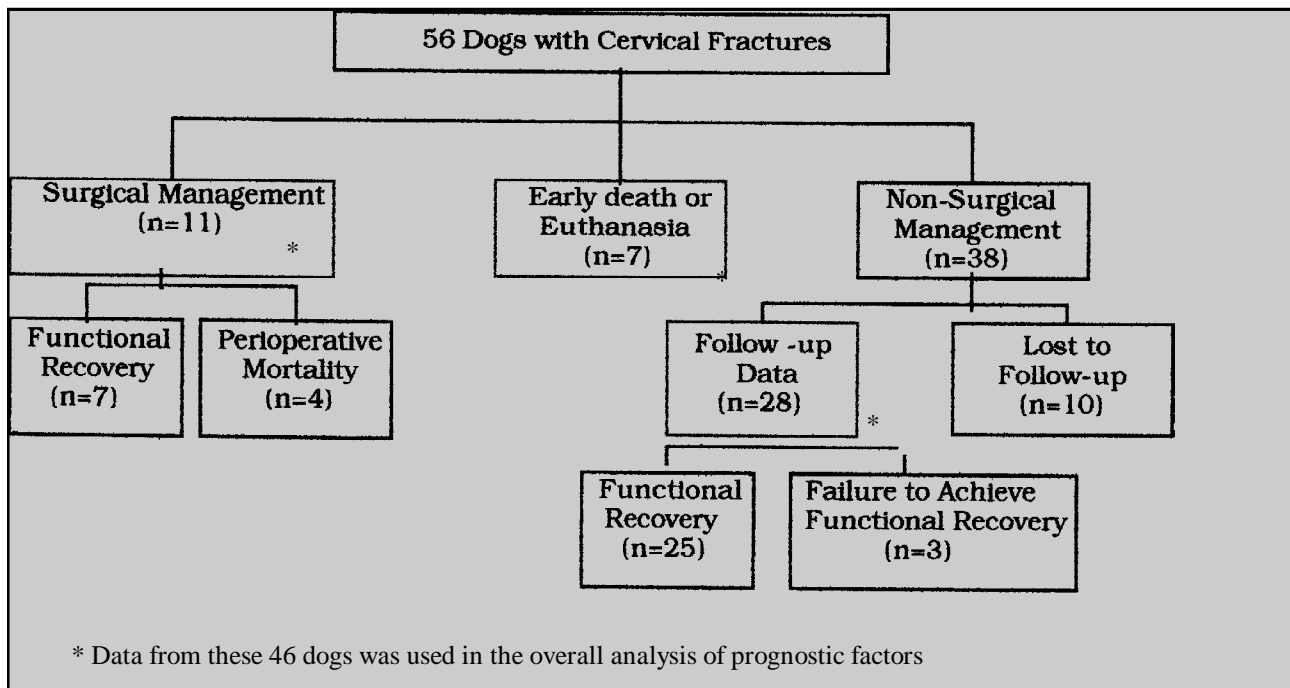 56 Dogs with Cervical Fractures
Surgical Management
(n=11)
*
Early death or
Euthanasia
(n=7)
*
Non-Surgical
Management
(n=38)
Functional
Recovery
(n=7)
Perioperative
Mortality
(n=4)
Follow -up
Data
(n=28)
*
Lost to
Follow-up
(n=10)
Functional
Recovery
(n=25)
Failure to Achieve
Functional Recovery
(n=3)
* Data from these 46 dogs was used in the overall analysis of prognostic factors